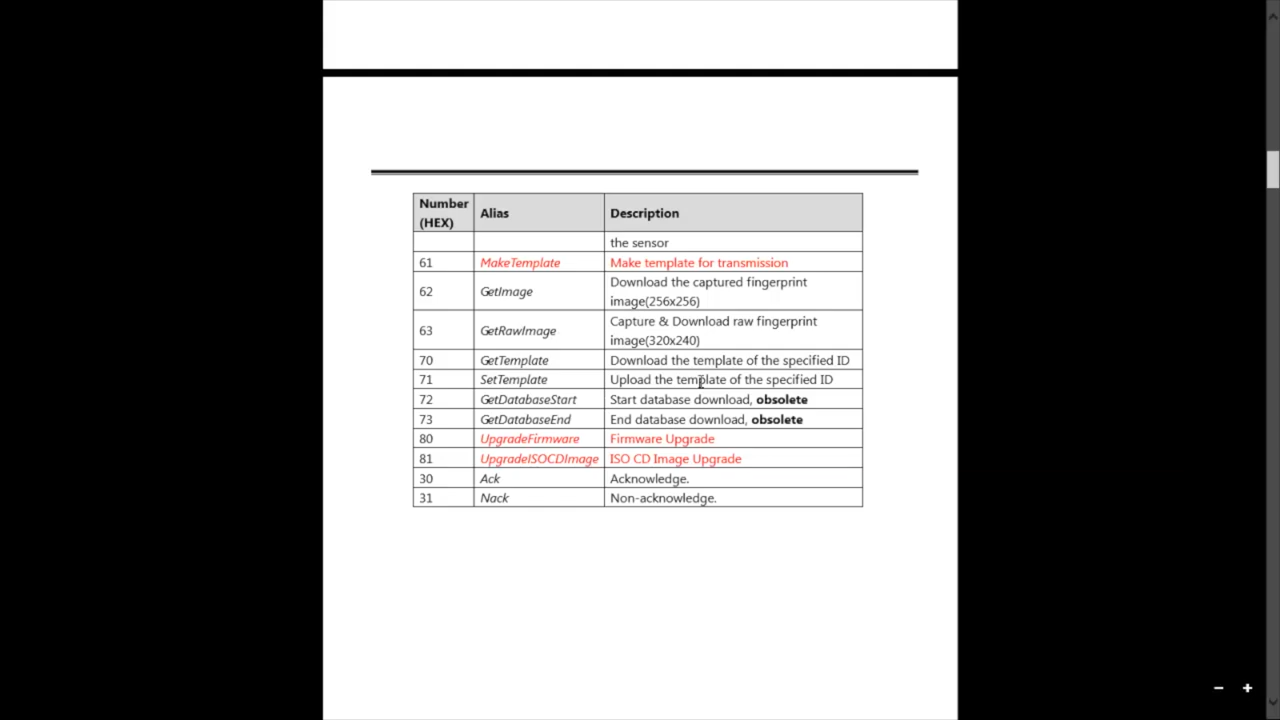 Number
(HEX) Alias Description
the sensor
61 MakeTemplate Make template for transmission
62 GetImage Download the captured fingerprint
image(256x256)
63 GetRawImage Capture & Download raw fingerprint
image(320x240)
70 GetTemplate Download the template of the specified ID
71 SetTemplate Upload the template of the specified ID
72 GetDatabaseStart Start database download, obsolete
73 GetDatabaseEnd End database download, obsolete
80 UpgradeFirmware Firmware Upgrade
81 UpgradeISOCDImage ISO CD Image Upgrade
30 Ack Acknowledge.
31 Nack Non-acknowledge.